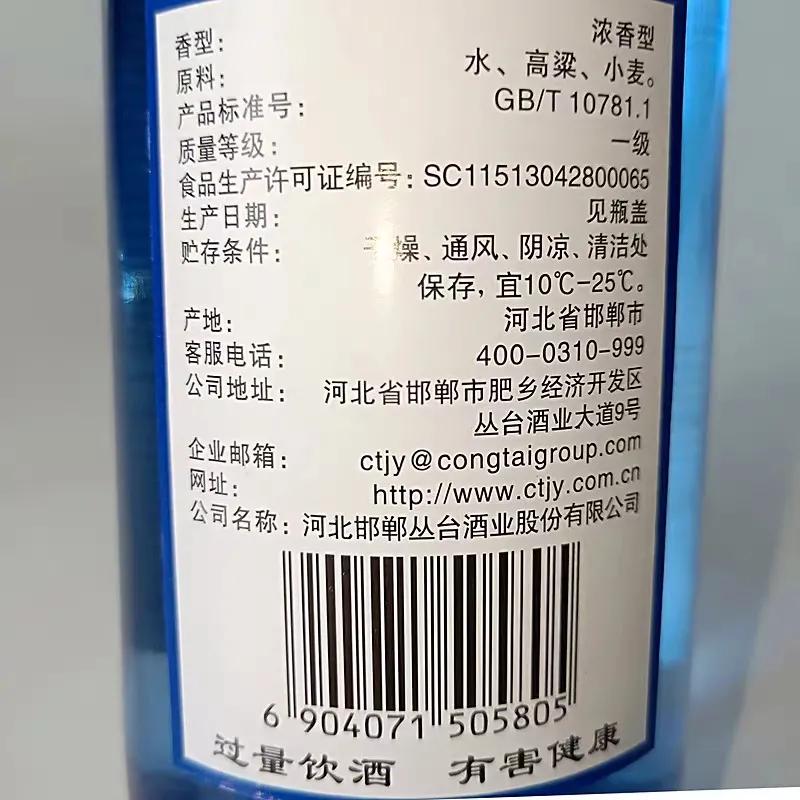 香型： 浓香型
原料： 水、高粱、小麦。
产品标准号： GB/T 10781.1
质量等级： 一级
食品生产许可证编号：SC11513042800065
生产日期： 见瓶盖
贮存条件： 干燥、通风、阴凉、清洁处
保存，宜10℃-25℃。
产地： 河北省邯郸市
客服电话： 400-0310-999
公司地址： 河北省邯郸市肥乡经济开发区
丛台酒业大道9号
企业邮箱： ctjy@congtaigroup.com
网址： http://www.ctjy.com.cn
公司名称：河北邯郸丛台酒业股份有限公司
6 904071 505805
过量饮酒 有害健康